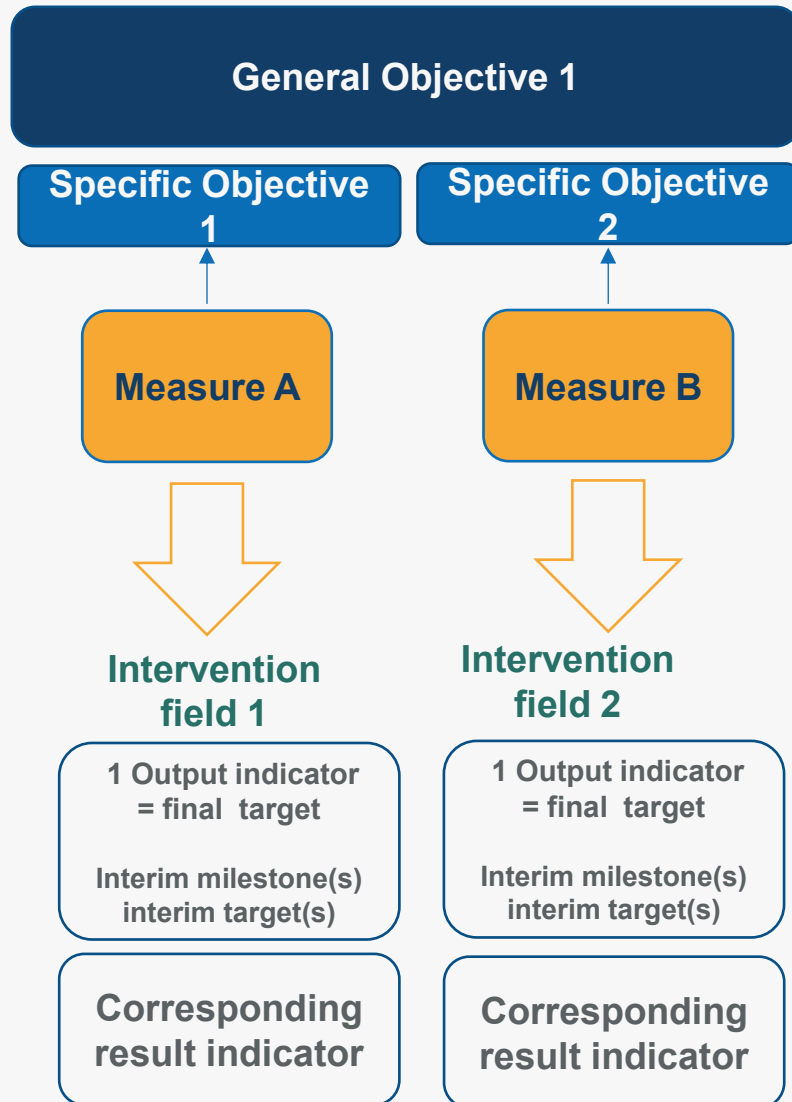 General Objective 1
Specific Objective
1
Specific Objective
2
Measure A
Measure B
Intervention
field 1
Intervention
field 2
1 Output indicator
= final target
Interim milestone(s)
interim target(s)
1 Output indicator
= final target
Interim milestone(s)
interim target(s)
Corresponding
result indicator
Corresponding
result indicator